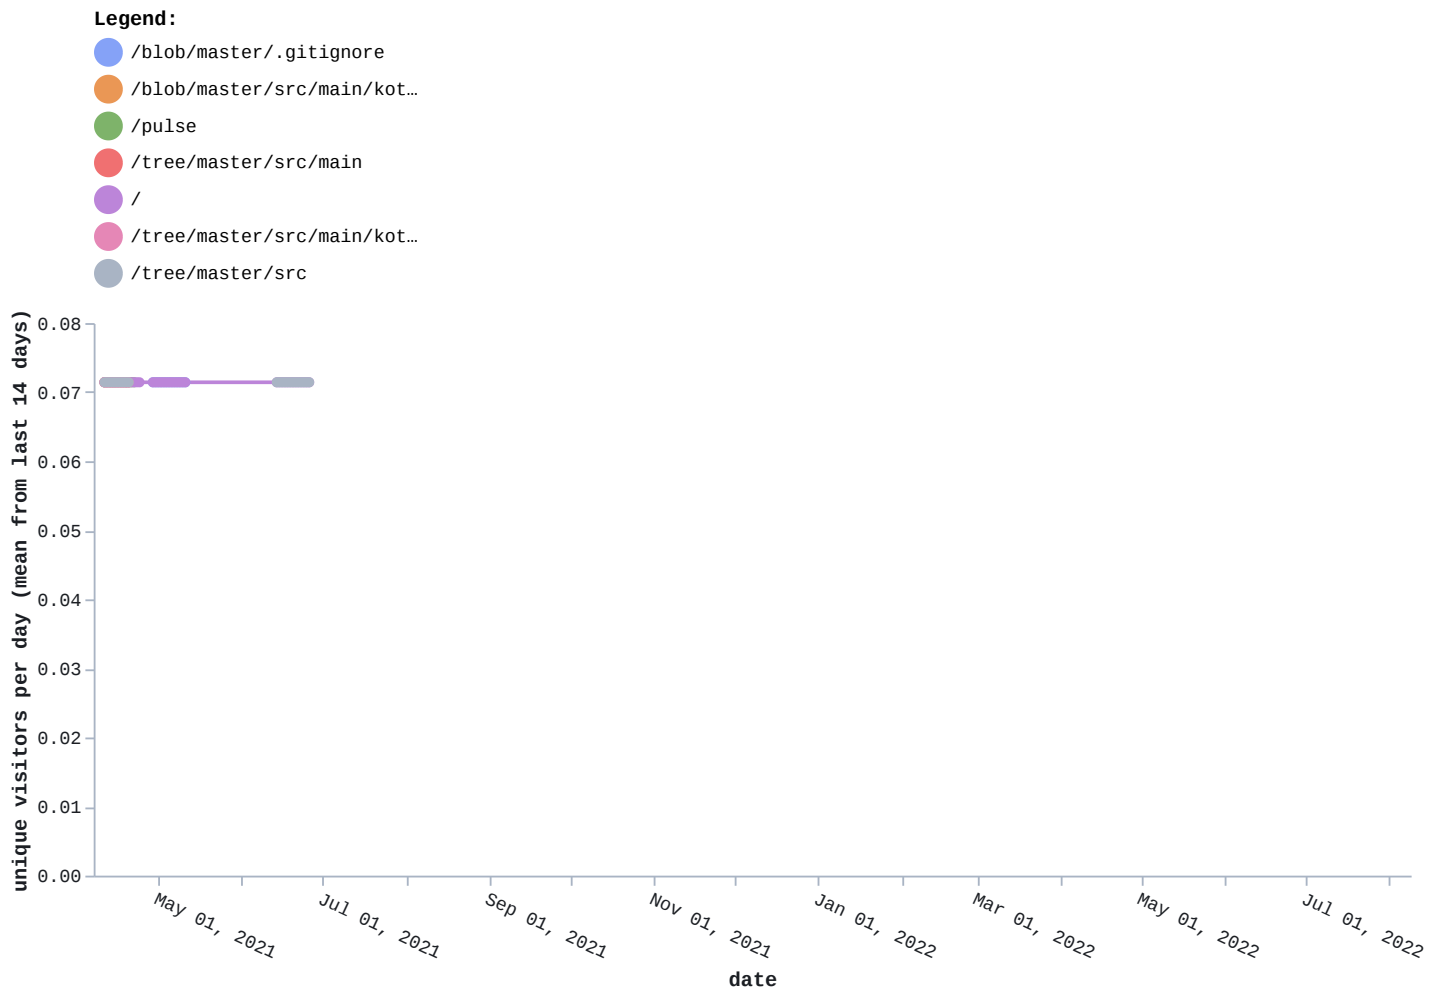 Legend:
/blob/master/.gitignore
/blob/master/src/main/kot…
/pulse
/tree/master/src/main
/
/tree/master/src/main/kot…
/tree/master/src
unique visitors per day (mean from last 14 days)
0.08
0.07
0.06
0.05
0.04
0.03
0.02
0.01
0.00
May 01, 2021
Jul 01, 2021
Sep 01, 2021
Nov 01, 2021
Jan 01, 2022
Mar 01, 2022
May 01, 2022
Jul 01, 2022
date